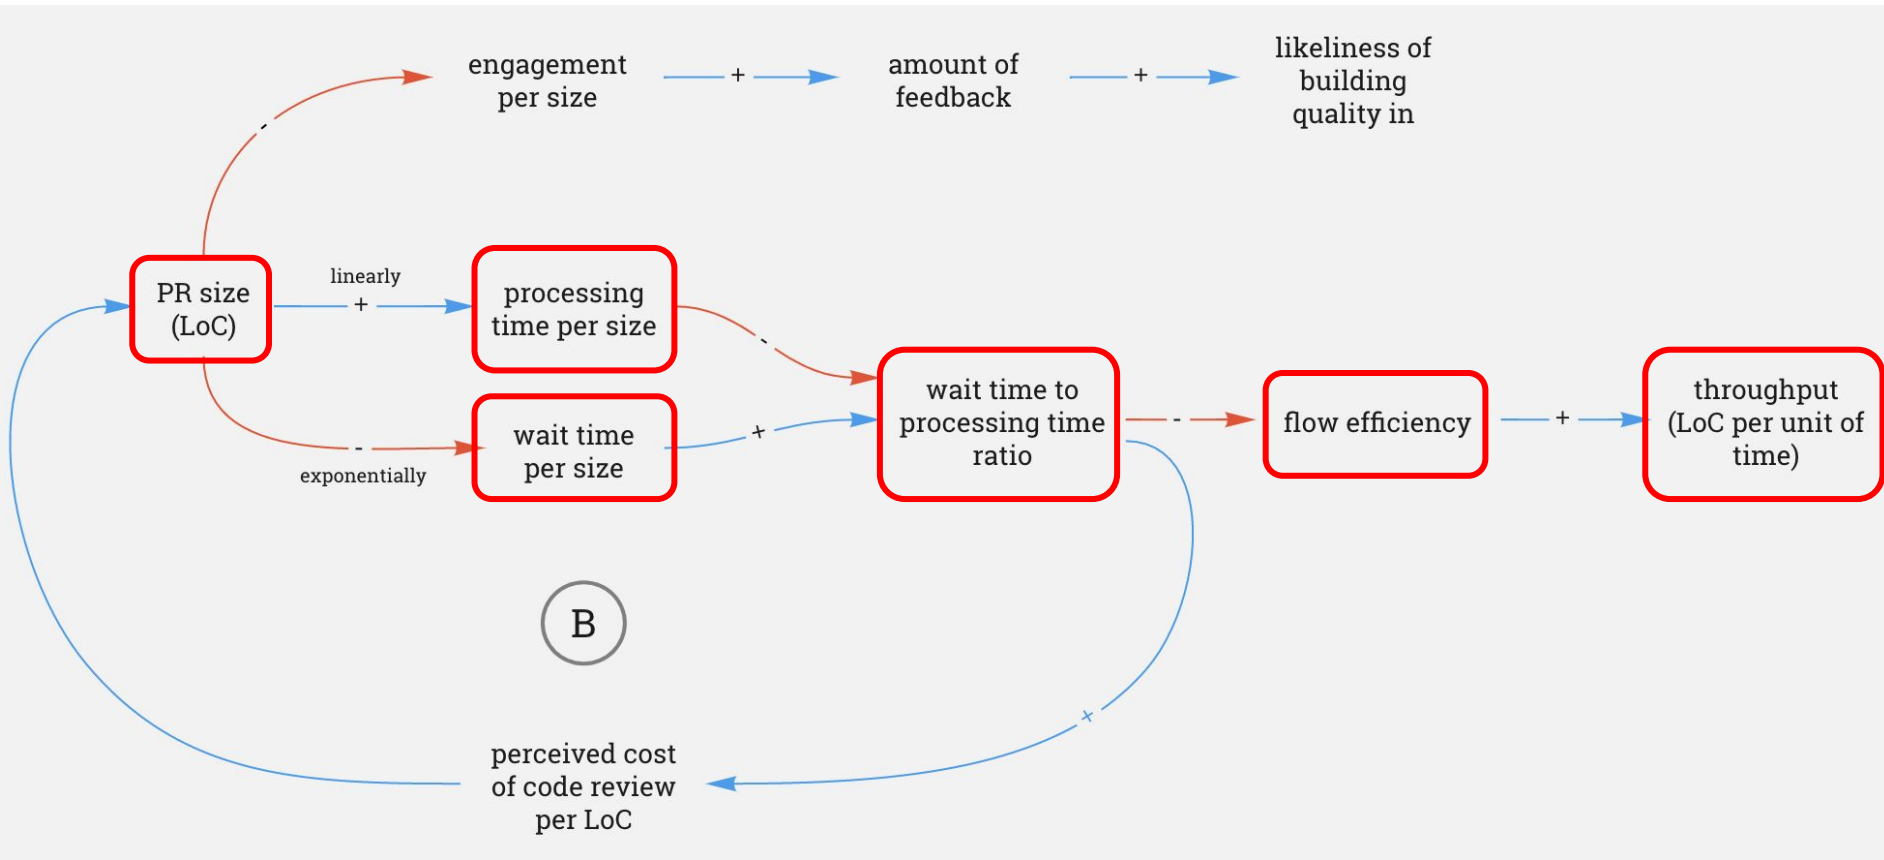 engagement
per size
+
amount of
feedback
+
likeliness of
building
quality in
-
PR size
(LoC)
linearly
+
processing
time per size
-
-
exponentially
wait time
per size
+
wait time to
processing time
ratio
-
flow efficiency
+
throughput
(LoC per unit of
time)
B
+
perceived cost
of code review
per LoC